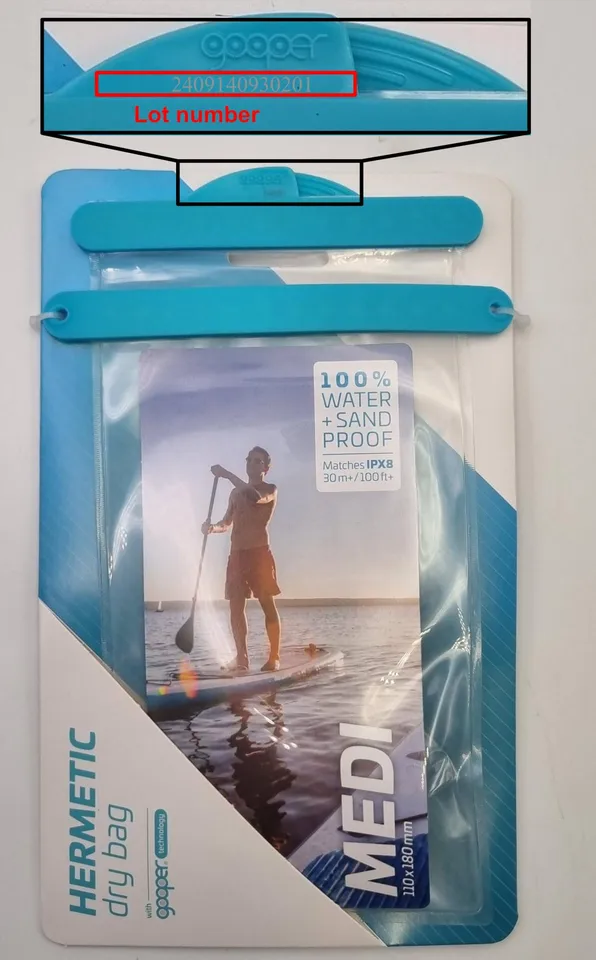 gooper
2409140930201
Lot number
gooper
100%
WATER
+ SAND
PROOF
Matches IPX8
30m+/100ft+
MEDI
110x180mm
HERMETIC
dry bag
with
gooper technology